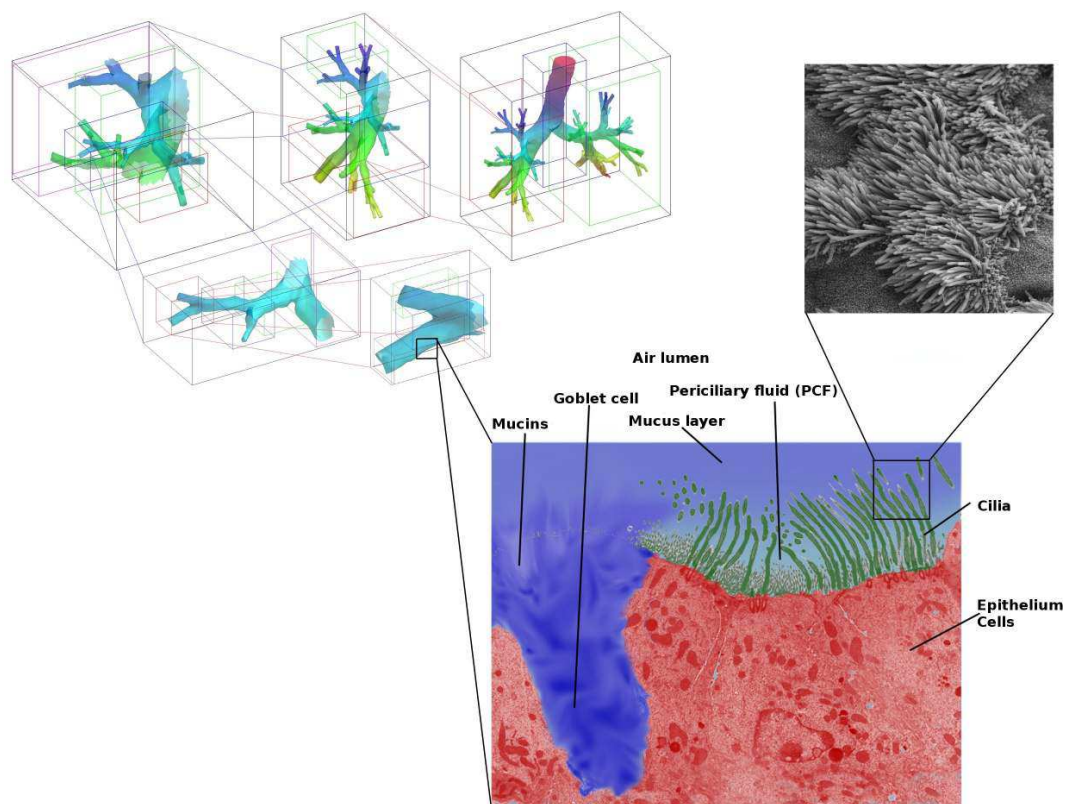 Air lumen
Periciliary fluid (PCF)
Goblet cell
Mucus layer
Mucins
Cilia
Epithelium
Cells